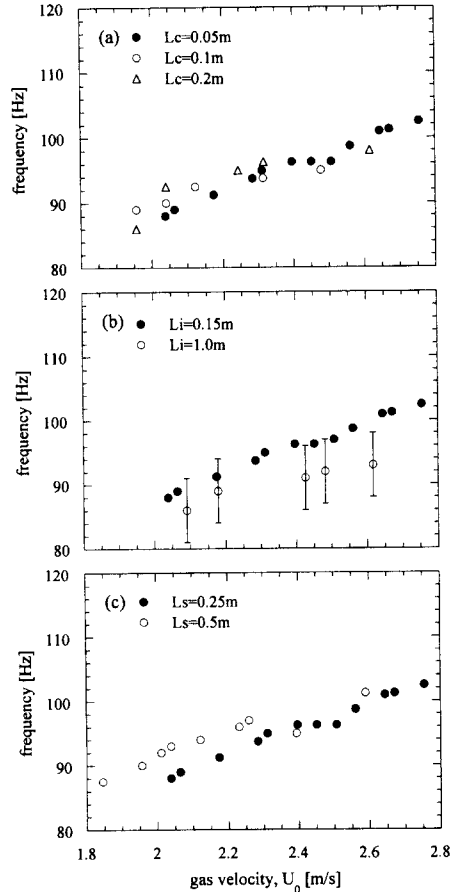 120
(a)
Lc=0.05m
Lc=0.1m
Lc=0.2m
110
100
90
80
frequency [Hz]
120
(b)
Li=0.15m
Li=1.0m
110
100
90
80
frequency [Hz]
120
(c)
Ls=0.25m
Ls=0.5m
110
100
90
80
frequency [Hz]
1.8 2 2.2 2.4 2.6 2.8
gas velocity, U0 [m/s]